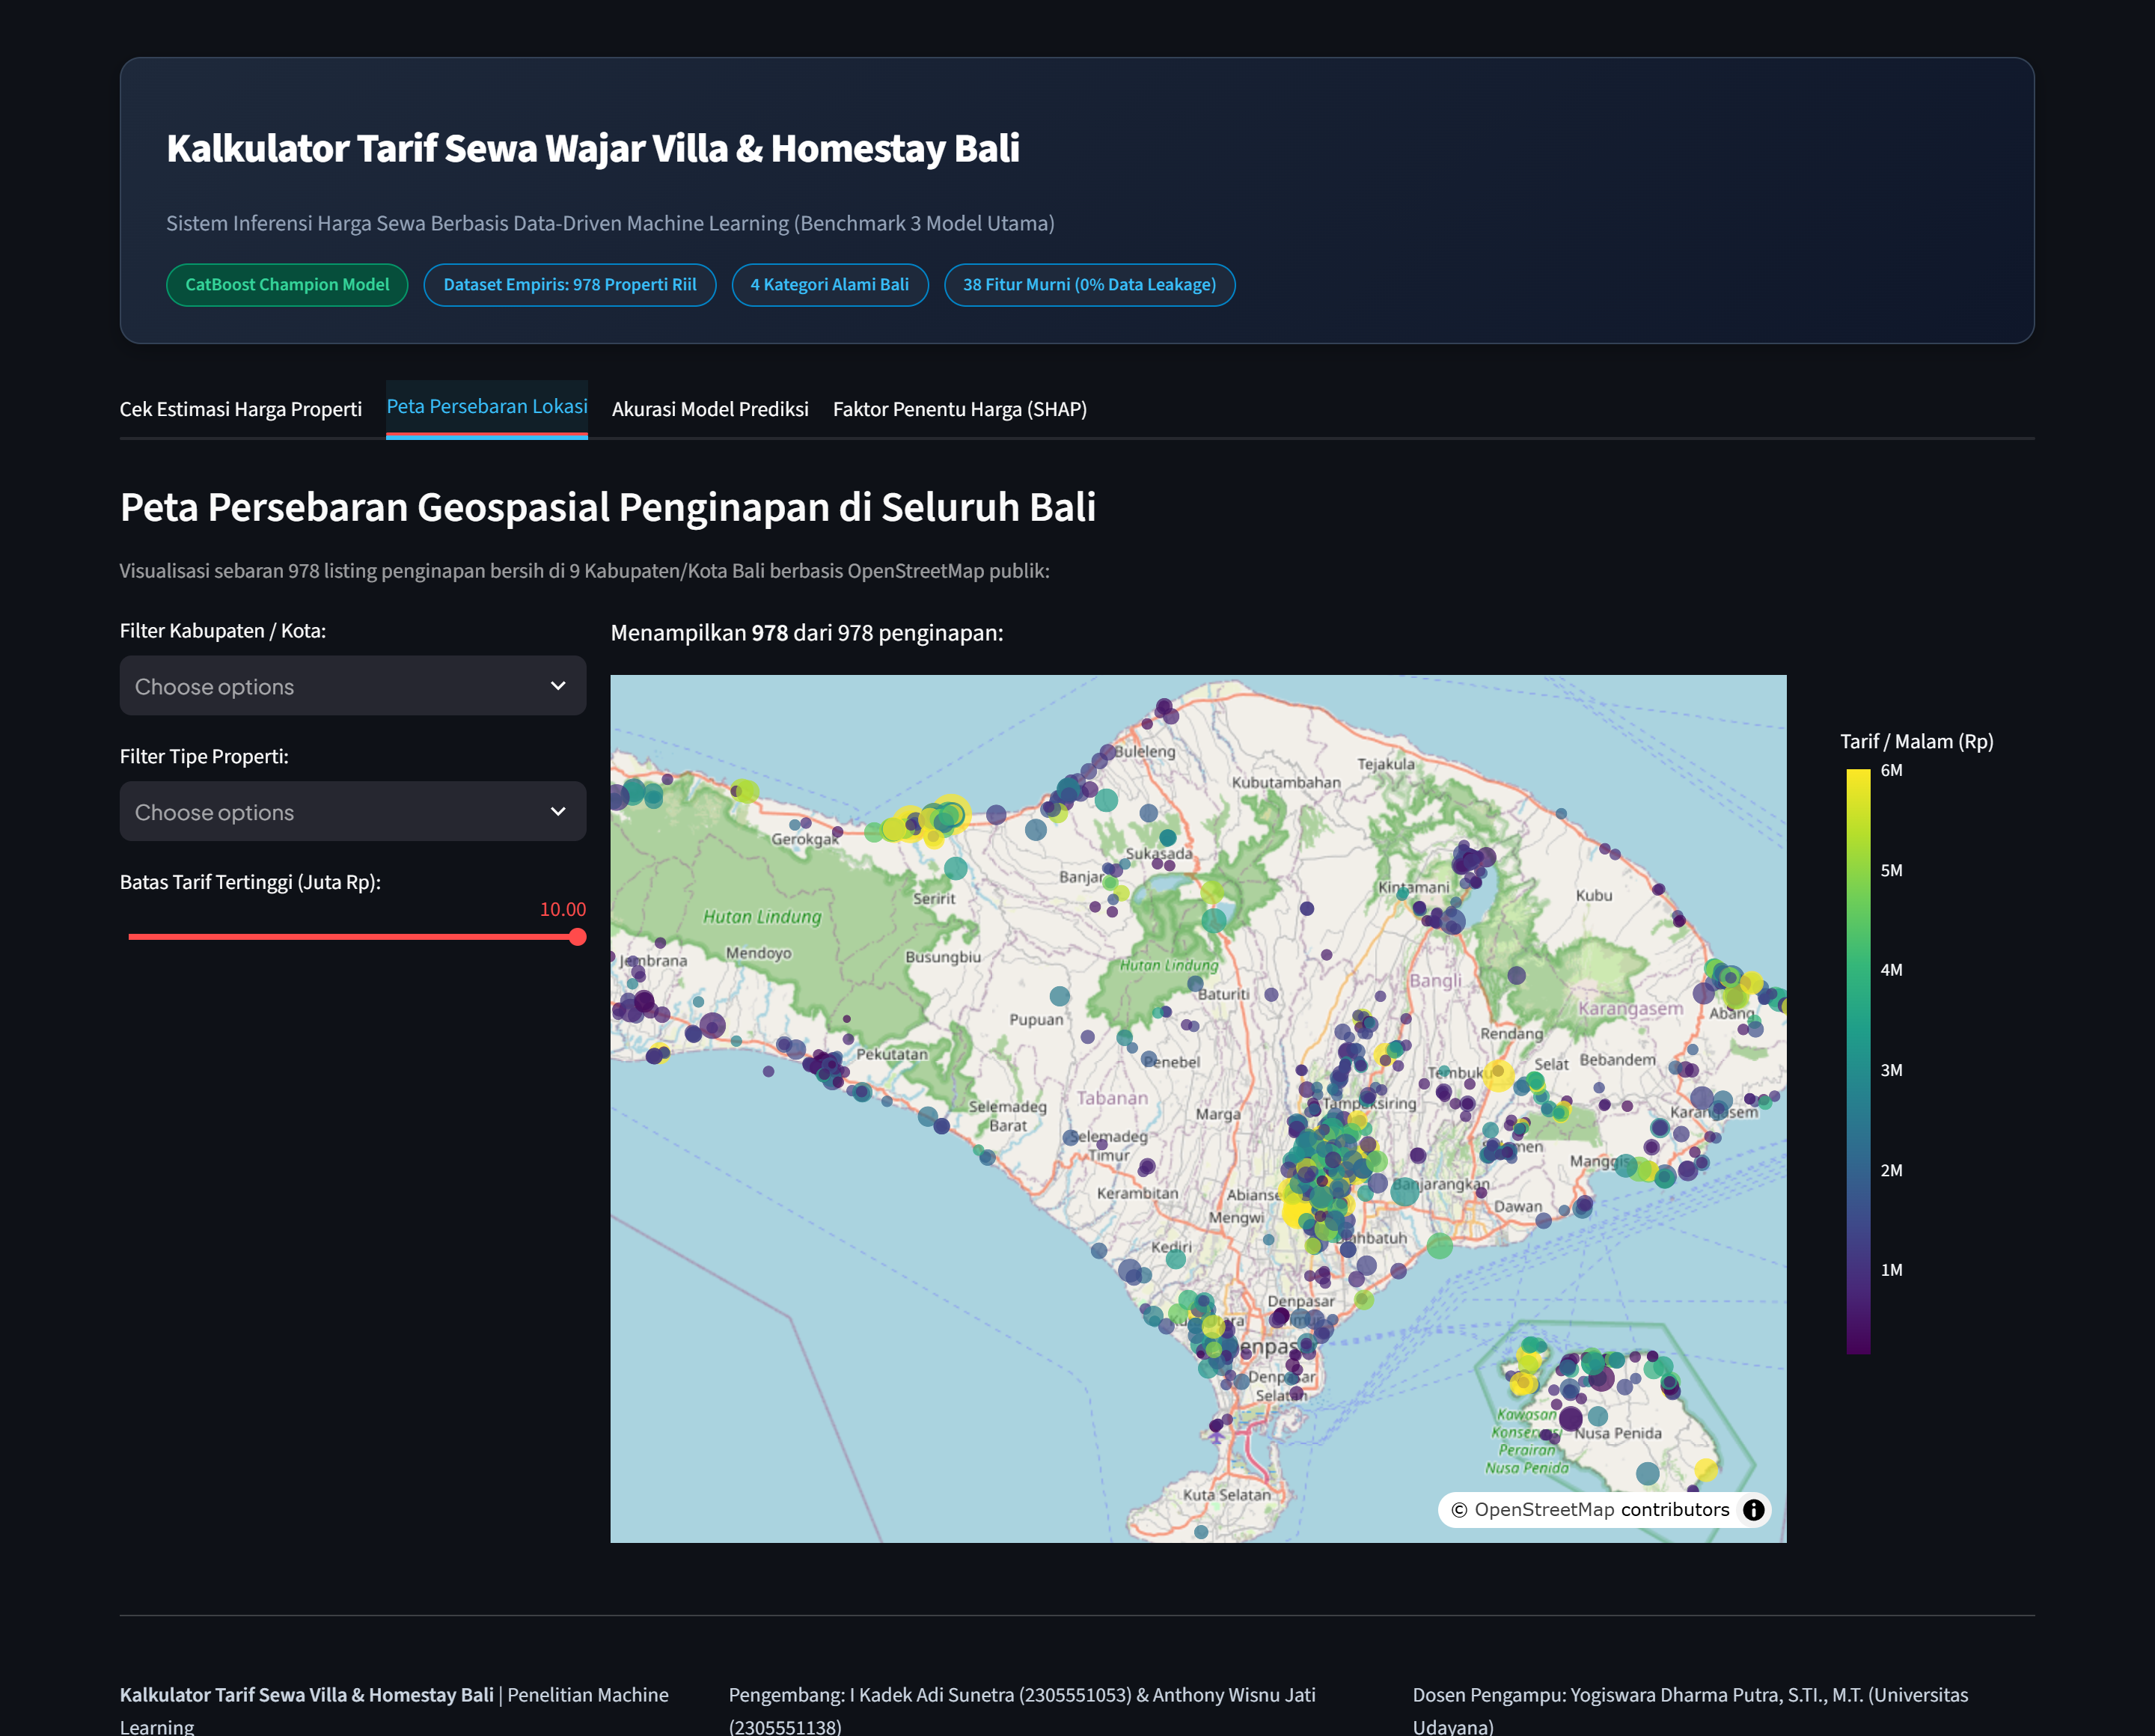 Kalkulator Tarif Sewa Wajar Villa & Homestay Bali
Sistem Inferensi Harga Sewa Berbasis Data-Driven Machine Learning (Benchmark 3 Model Utama)
CatBoost Champion Model
Dataset Empiris: 978 Properti Riil
4 Kategori Alami Bali
38 Fitur Murni (0% Data Leakage)
Cek Estimasi Harga Properti
Peta Persebaran Lokasi
Akurasi Model Prediksi
Faktor Penentu Harga (SHAP)
Peta Persebaran Geospasial Penginapan di Seluruh Bali
Visualisasi sebaran 978 listing penginapan bersih di 9 Kabupaten/Kota Bali berbasis OpenStreetMap publik:
Filter Kabupaten / Kota:
Choose options
Filter Tipe Properti:
Choose options
Batas Tarif Tertinggi (Juta Rp):
10.00
Menampilkan 978 dari 978 penginapan:
Buleleng
Tejakula
Kubutambahan
Gerokgak
Sukasada
Banjar
Kintamani
Kubu
Seririt
Hutan Lindung
Mendoyo
Busungbiu
Jembrana
Hutan Lindung
Bangli
Baturiti
Karangasem
Abang
Pupuan
Rendang
Pekutatan
Penebel
Selat
Bebandem
Tembuku
Tabanan
Selemadeg
Barat
Marga
Tampaksiring
Karangasem
Selemadeg
Timur
Manggis
Kerambitan
Banjarangkan
Mengwi
Dawan
Kediri
Denpasar
Denpasar
Selatan
Kawasan
Konservasi
Perairan
Nusa Penida
Nusa Penida
Kuta Selatan
© OpenStreetMap contributors
Tarif / Malam (Rp)
6M
5M
4M
3M
2M
1M
Kalkulator Tarif Sewa Villa & Homestay Bali | Penelitian Machine
Learning
Pengembang: I Kadek Adi Sunetra (2305551053) & Anthony Wisnu Jati
(2305551138)
Dosen Pengampu: Yogiswara Dharma Putra, S.TI., M.T. (Universitas
Udayana)